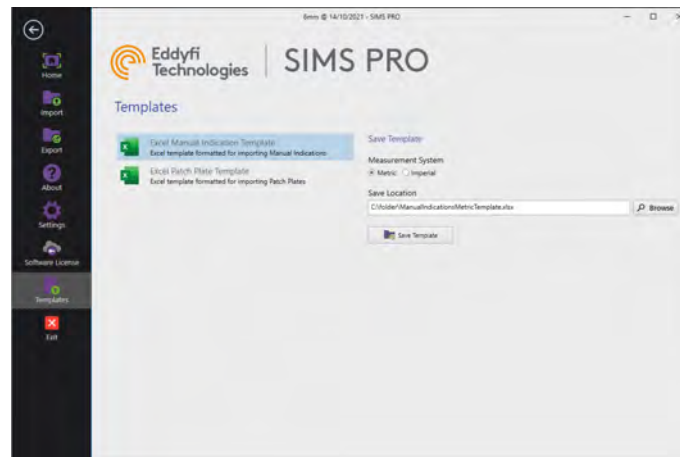 6mm @ 14/10/2021 - SIMS PRO
Eddyfi
Technologies
SIMS PRO
Home
Import
Export
About
Settings
Software License
Templates
Exit
Templates
Excel Manual Indication Template
Excel template formatted for importing Manual Indications
Excel Patch Plate Template
Excel template formatted for importing Patch Plates
Save Template
Measurement System
Metric
Imperial
Save Location
C:\folder\ManualIndicationsMetricTemplate.xlsx
Browse
Save Template